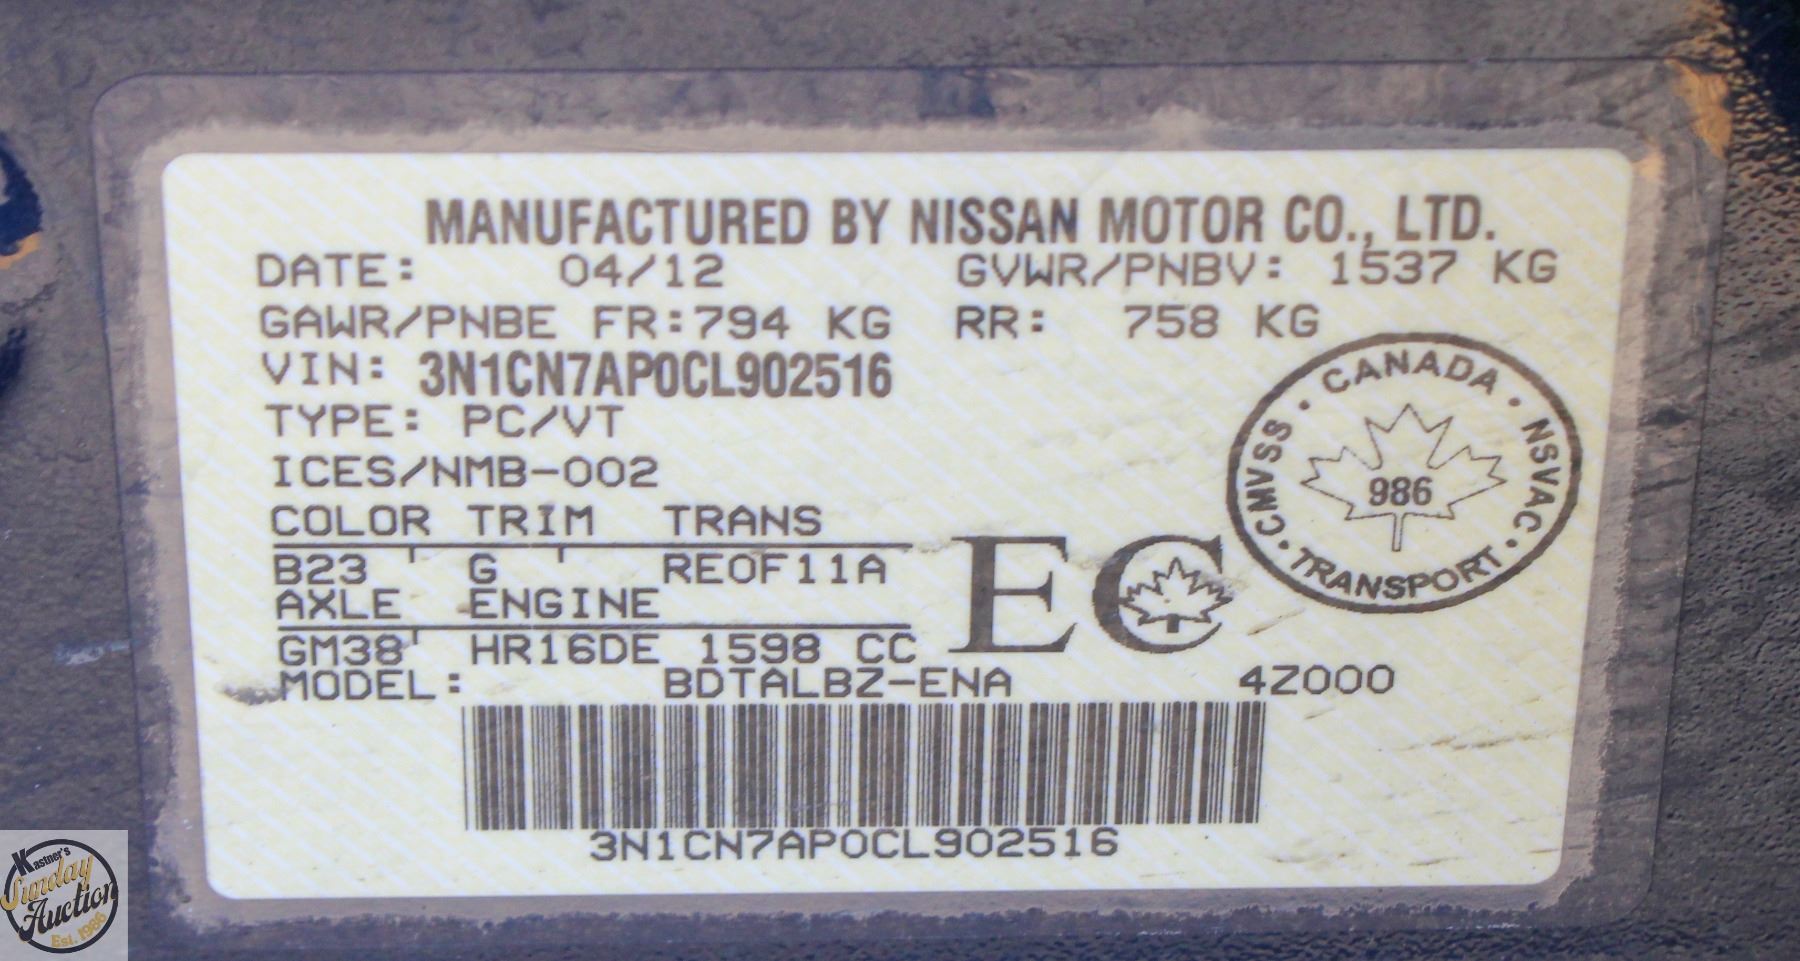 MANUFACTURED BY NISSAN MOTOR CO., LTD.
DATE: 04/12 GVWR/PNBV: 1537 KG
GAWR/PNBE FR:794 KG RR: 758 KG
VIN: 3N1CN7AP0CL902516
TYPE: PC/VT
ICES/NMB-002
COLOR TRIM TRANS
B23 G RE0F11A
AXLE ENGINE
GM38 HR16DE 1598 CC
MODEL: BDTALBZ-ENA 4Z000
3N1CN7AP0CL902516
EC
CANADA
CMVSS 986 NSVAC
TRANSPORT
Kastner's
Sunday
Auction
Est. 1986